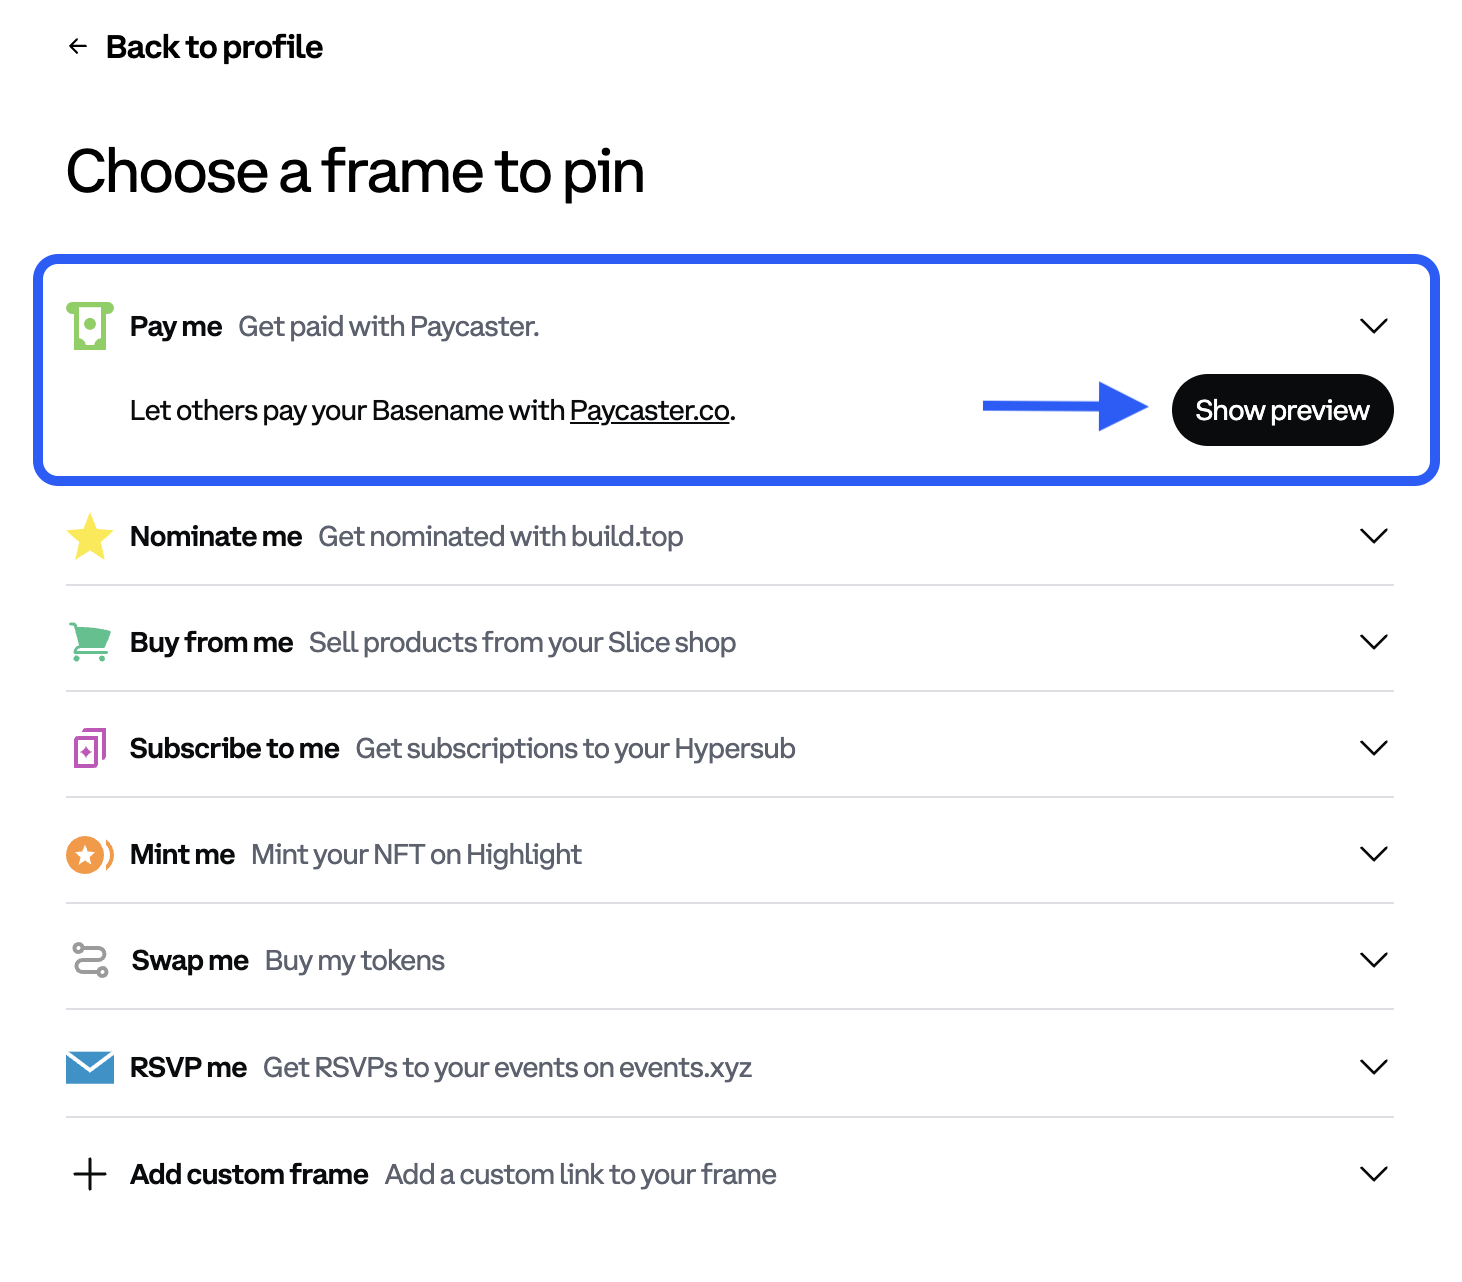 Back to profile
Choose a frame to pin
Pay me Get paid with Paycaster.
Let others pay your Basename with Paycaster.co.
Show preview
Nominate me Get nominated with build.top
Buy from me Sell products from your Slice shop
Subscribe to me Get subscriptions to your Hypersub
Mint me Mint your NFT on Highlight
Swap me Buy my tokens
RSVP me Get RSVPs to your events on events.xyz
Add custom frame Add a custom link to your frame